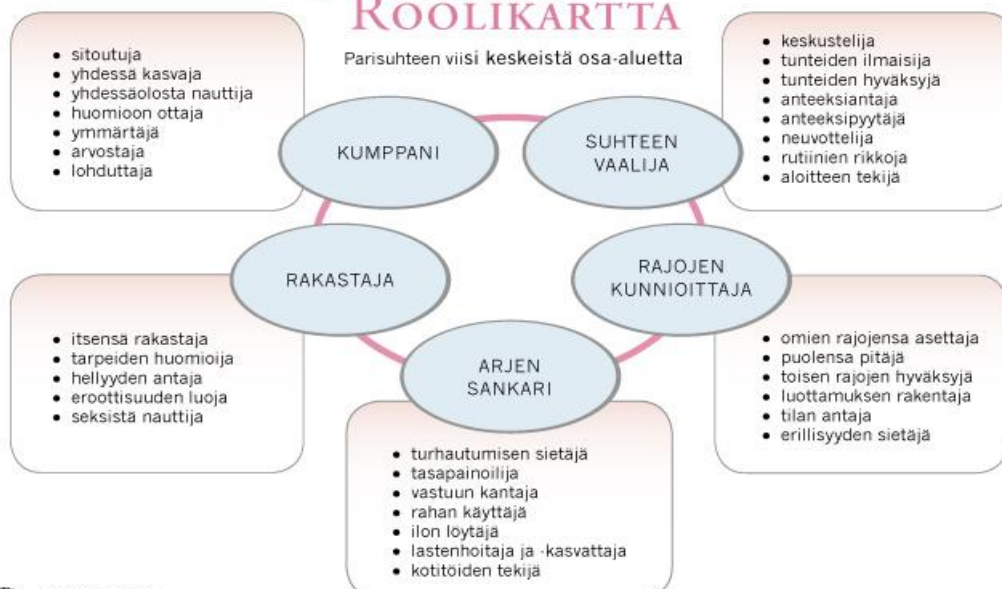 ROOLIKARTTA
Parisuhteen viisi keskeistä osa-aluetta
• sitoutuja
• yhdessä kasvaja
• yhdessäolosta nauttija
• huomioon ottaja
• ymmärtäjä
• arvostaja
• lohduttaja
KUMPPANI
SUHTEEN
VAALIJA
• keskustelija
• tunteiden ilmaisija
• tunteiden hyväksyjä
• anteeksiantaja
• anteeksipyytäjä
• neuvottelija
• rutiinien rikkoja
• aloitteen tekijä
RAKASTAJA
• itsensä rakastaja
• tarpeiden huomioija
• hellyyden antaja
• eroottisuuden luoja
• seksistä nauttija
RAJOJEN
KUNNIOITTAJA
• omien rajojensa asettaja
• puolensa pitäjä
• toisen rajojen hyväksyjä
• luottamuksen rakentaja
• tilan antaja
• erillisyyden sietäjä
ARJEN
SANKARI
• turhautumisen sietäjä
• tasapainoilija
• vastuun kantaja
• rahan käyttäjä
• ilon löytäjä
• lastenhoitaja ja -kasvattaja
• kotitöiden tekijä